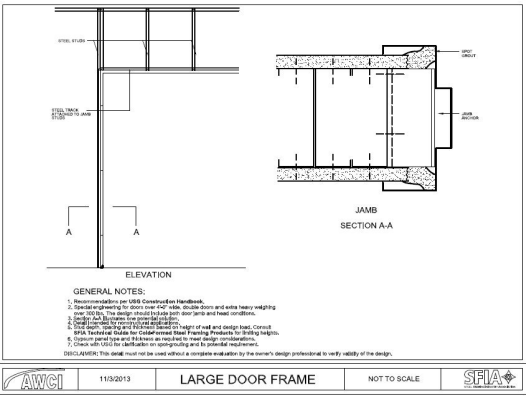 STEEL STUDS
STEEL TRACK
ATTACHED TO JAMB
STUDS
A
A
ELEVATION
SPOT
GROUT
JAMB
ANCHOR
JAMB
SECTION A-A
GENERAL NOTES:
1. Recommendations per USG Construction Handbook.
2. Special engineering for doors over 4'-0" wide, double doors and extra heavy weighing
over 300 lbs. The design should include both door jamb and head conditions.
3. Section A-A illustrates one potential solution.
4. Detail intended for nonstructural applications.
5. Stud depth, spacing and thickness based on height of wall and design load. Consult
SFIA Technical Guide for Cold-Formed Steel Framing Products for limiting heights.
6. Gypsum panel type and thickness as required to meet design considerations.
7. Check with USG for clarification on spot-grouting and its potential requirement.
DISCLAIMER: This detail must not be used without a complete evaluation by the owner's design professional to verify validity of the design.
AWCI
11/3/2013
LARGE DOOR FRAME
NOT TO SCALE
SFIA